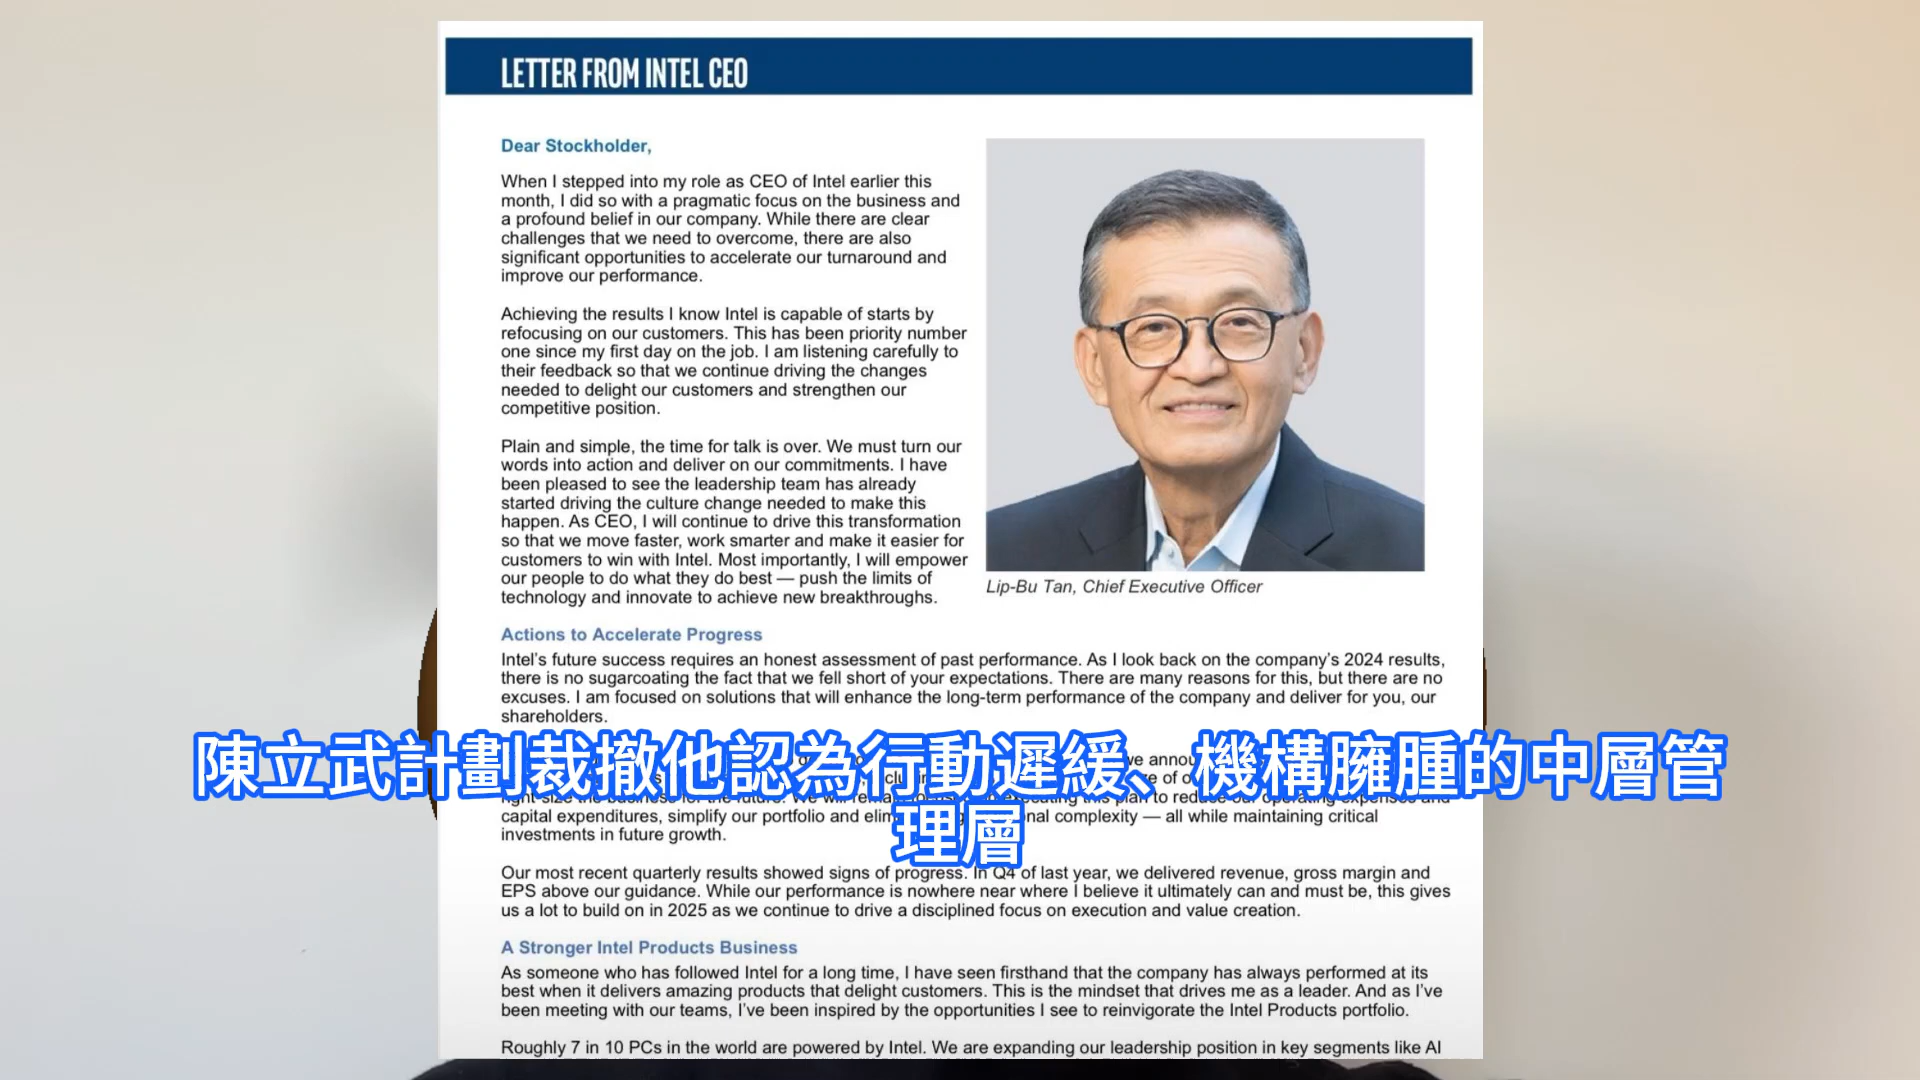 LETTER FROM INTEL CEO
Dear Stockholder,
When I stepped into my role as CEO of Intel earlier this
month, I did so with a pragmatic focus on the business and
a profound belief in our company. While there are clear
challenges that we need to overcome, there are also
significant opportunities to accelerate our turnaround and
improve our performance.
Achieving the results I know Intel is capable of starts by
refocusing on our customers. This has been priority number
one since my first day on the job. I am listening carefully to
their feedback so that we continue driving the changes
needed to delight our customers and strengthen our
competitive position.
Plain and simple, the time for talk is over. We must turn our
words into action and deliver on our commitments. I have
been pleased to see the leadership team has already
started driving the culture change needed to make this
happen. As CEO, I will continue to drive this transformation
so that we move faster, work smarter and make it easier for
customers to win with Intel. Most importantly, I will empower
our people to do what they do best — push the limits of
technology and innovate to achieve new breakthroughs.
Lip-Bu Tan, Chief Executive Officer
Actions to Accelerate Progress
Intel's future success requires an honest assessment of past performance. As I look back on the company's 2024 results,
there is no sugarcoating the fact that we fell short of your expectations. There are many reasons for this, but there are no
excuses. I am focused on solutions that will enhance the long-term performance of the company and deliver for you, our
shareholders.
陳立武計劃裁撤他認為行動遲緩、機構臃腫的中層管
理層
right-size the business for the future. We will plan to reduce our operating expenses and
capital expenditures, simplify our portfolio and complexity — all while maintaining critical
investments in future growth.
Our most recent quarterly results showed signs of progress. In Q4 of last year, we delivered revenue, gross margin and
EPS above our guidance. While our performance is nowhere near where I believe it ultimately can and must be, this gives
us a lot to build on in 2025 as we continue to drive a disciplined focus on execution and value creation.
A Stronger Intel Products Business
As someone who has followed Intel for a long time, I have seen firsthand that the company has always performed at its
best when it delivers amazing products that delight customers. This is the mindset that drives me as a leader. And as I've
been meeting with our teams, I've been inspired by the opportunities I see to reinvigorate the Intel Products portfolio.
Roughly 7 in 10 PCs in the world are powered by Intel. We are expanding our leadership position in key segments like AI